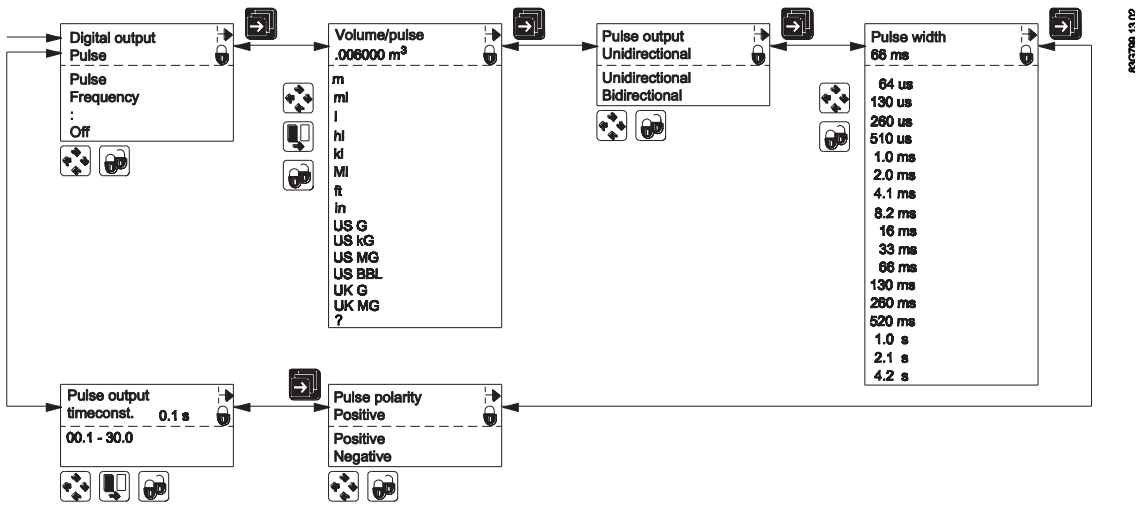 Digital output
Pulse
Pulse
Frequency
:
Off
Volume/pulse
.006000 m³
m
ml
l
hl
kl
Ml
ft
in
US G
US kG
US MG
US BBL
UK G
UK MG
?
Pulse output
Unidirectional
Unidirectional
Bidirectional
Pulse width
66 ms
64 us
130 us
260 us
510 us
1.0 ms
2.0 ms
4.1 ms
8.2 ms
16 ms
33 ms
66 ms
130 ms
260 ms
520 ms
1.0 s
2.1 s
4.2 s
83G799 13.02
Pulse output
timeconst. 0.1 s
00.1 - 30.0
Pulse polarity
Positive
Positive
Negative